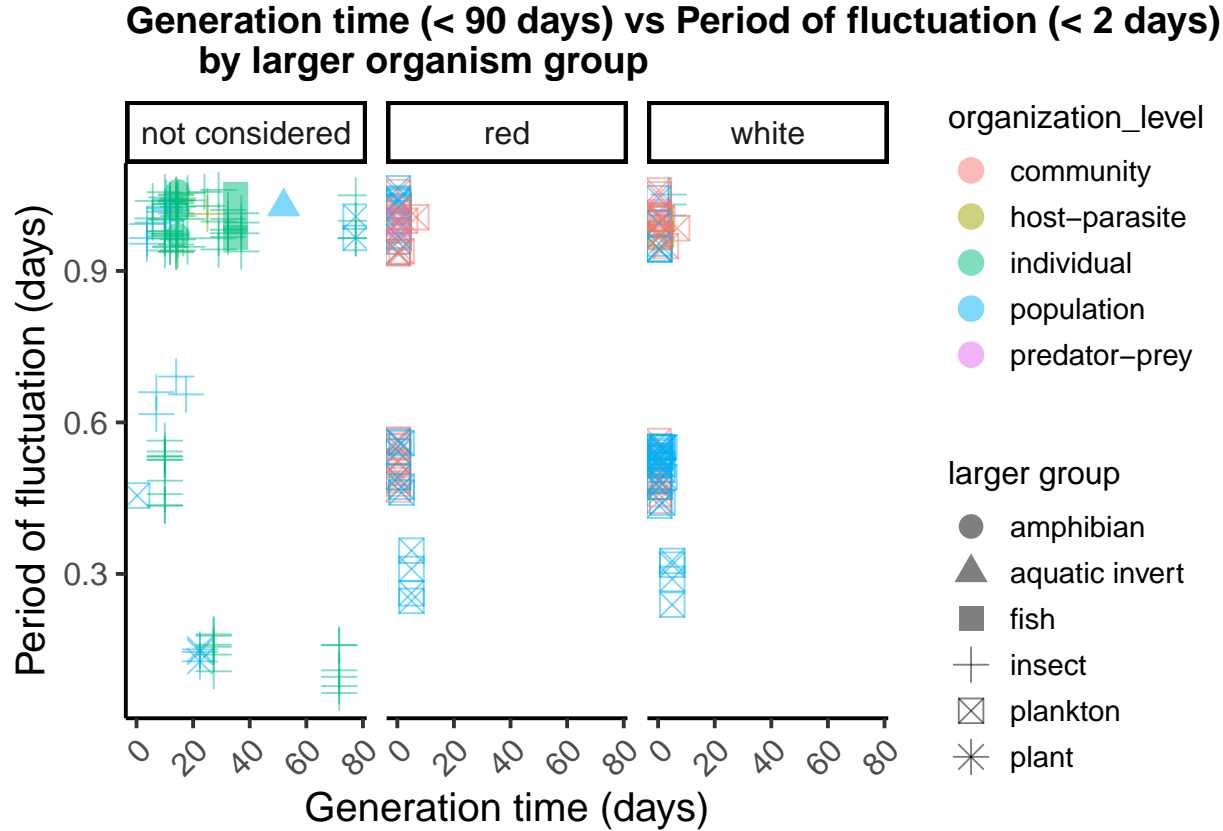 Generation time (< 90 days) vs Period of fluctuation (< 2 days)
by larger organism group
not considered
red
white
Period of fluctuation (days)
0.9
0.6
0.3
0 20 40 60 80
0 20 40 60 80
0 20 40 60 80
Generation time (days)
organization_level
community
host−parasite
individual
population
predator−prey
larger group
amphibian
aquatic invert
fish
insect
plankton
plant